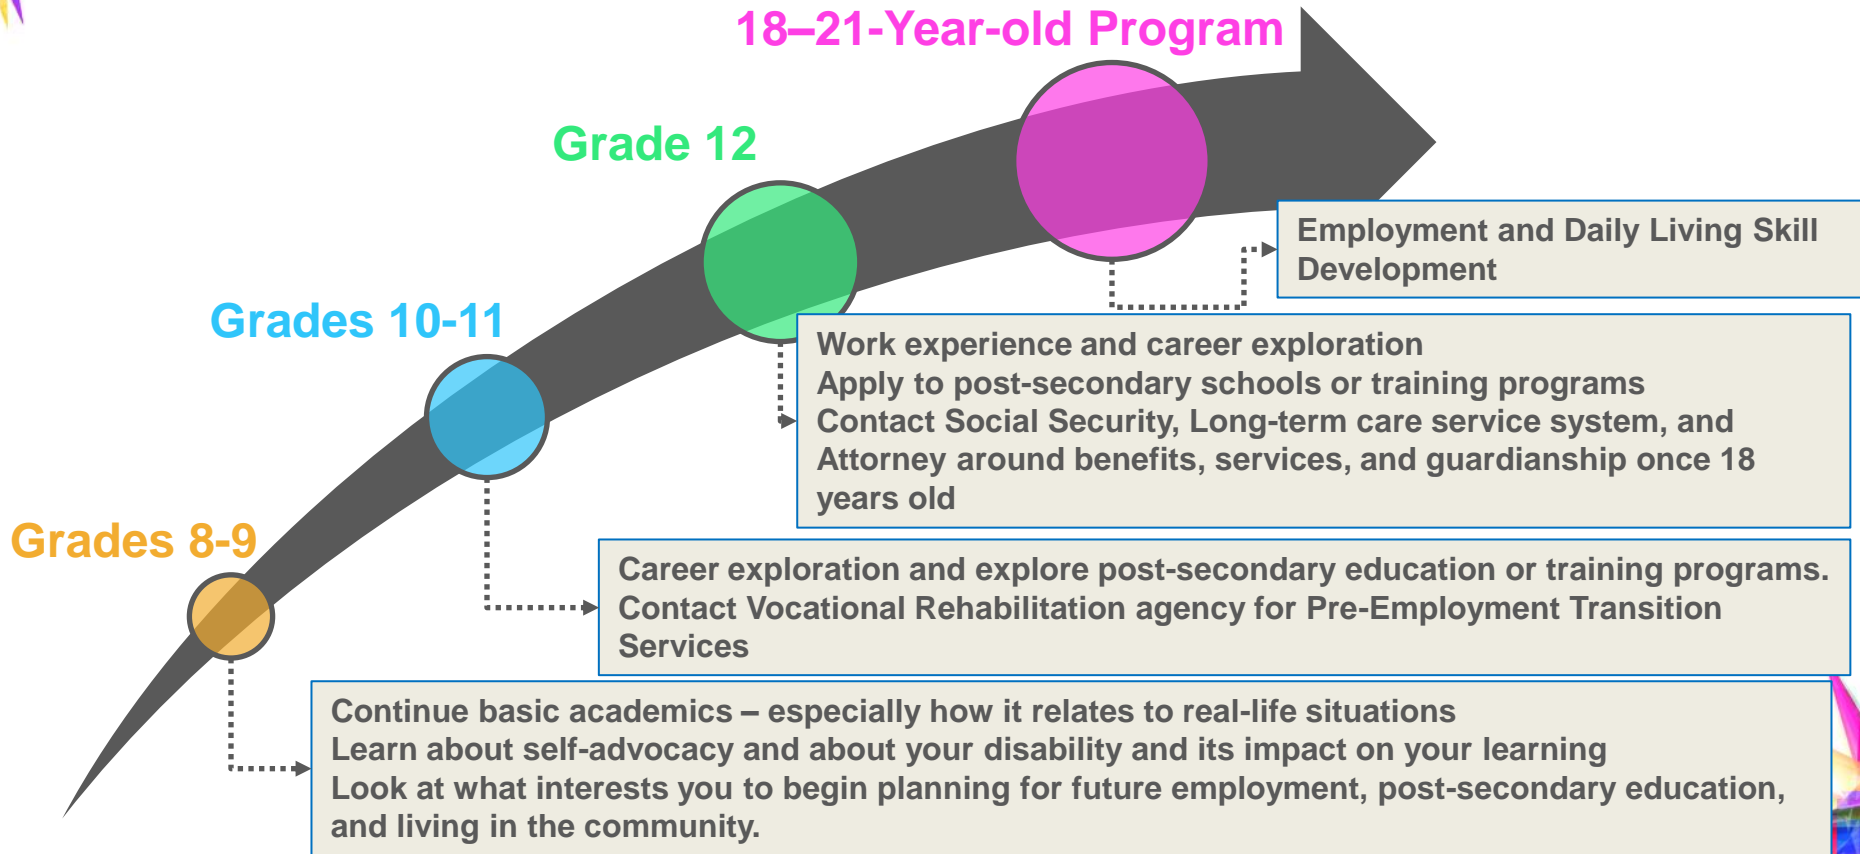 18–21-Year-old Program
Grade 12
Grades 10-11
Grades 8-9
Employment and Daily Living Skill
Development
Work experience and career exploration
Apply to post-secondary schools or training programs
Contact Social Security, Long-term care service system, and
Attorney around benefits, services, and guardianship once 18
years old
Career exploration and explore post-secondary education or training programs.
Contact Vocational Rehabilitation agency for Pre-Employment Transition
Services
Continue basic academics – especially how it relates to real-life situations
Learn about self-advocacy and about your disability and its impact on your learning
Look at what interests you to begin planning for future employment, post-secondary education,
and living in the community.